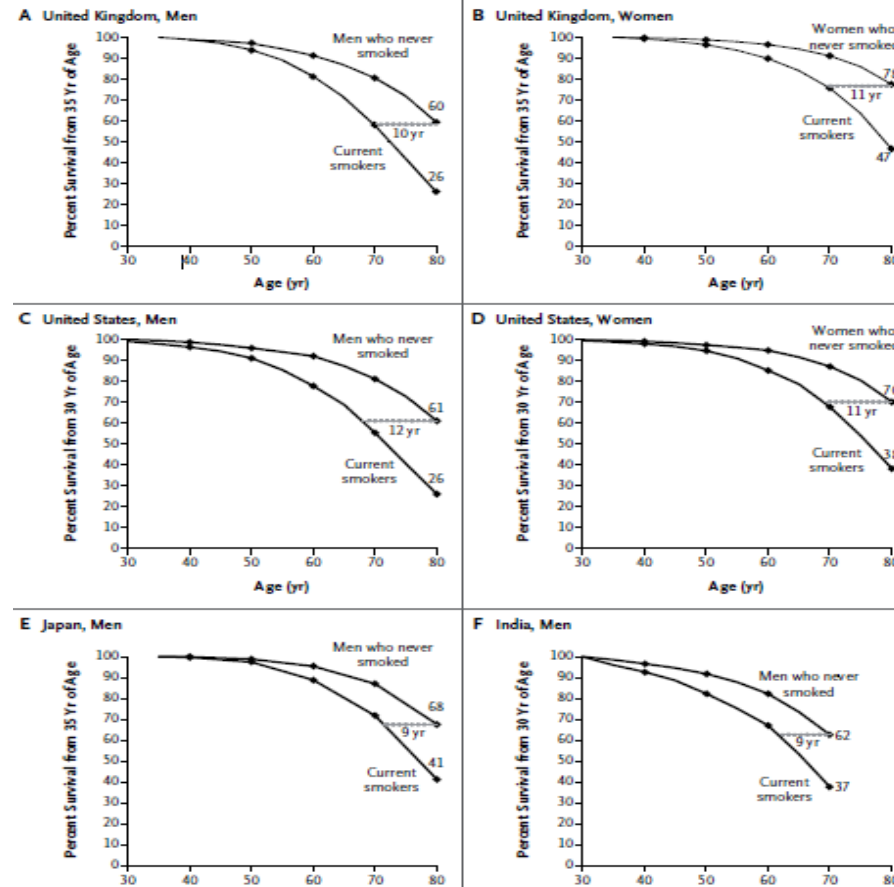 A United Kingdom, Men
Percent Survival from 35 Yr of Age
100
90
80
70
60
50
40
30
20
10
0
Men who never
smoked
60
10 yr
Current
smokers
26
30 40 50 60 70 80
Age (yr)
B United Kingdom, Women
Percent Survival from 35 Yr of Age
100
90
80
70
60
50
40
30
20
10
0
Women who
never smoked
11 yr
Current
smokers
47
30 40 50 60 70
Age (yr)
C United States, Men
Percent Survival from 30 Yr of Age
100
90
80
70
60
50
40
30
20
10
0
Men who never
smoked
61
12 yr
Current
smokers
26
30 40 50 60 70 80
Age (yr)
D United States, Women
Percent Survival from 30 Yr of Age
100
90
80
70
60
50
40
30
20
10
0
Women who
never smoked
11 yr
Current
smokers
30 40 50 60 70
Age (yr)
E Japan, Men
Percent Survival from 35 Yr of Age
100
90
80
70
60
50
40
30
20
10
0
Men who never
smoked
68
9 yr
41
Current
smokers
30 40 50 60 70 80
F India, Men
Percent Survival from 30 Yr of Age
100
90
80
70
60
50
40
30
20
10
0
Men who never
smoked
62
9 yr
Current
smokers
37
30 40 50 60 70